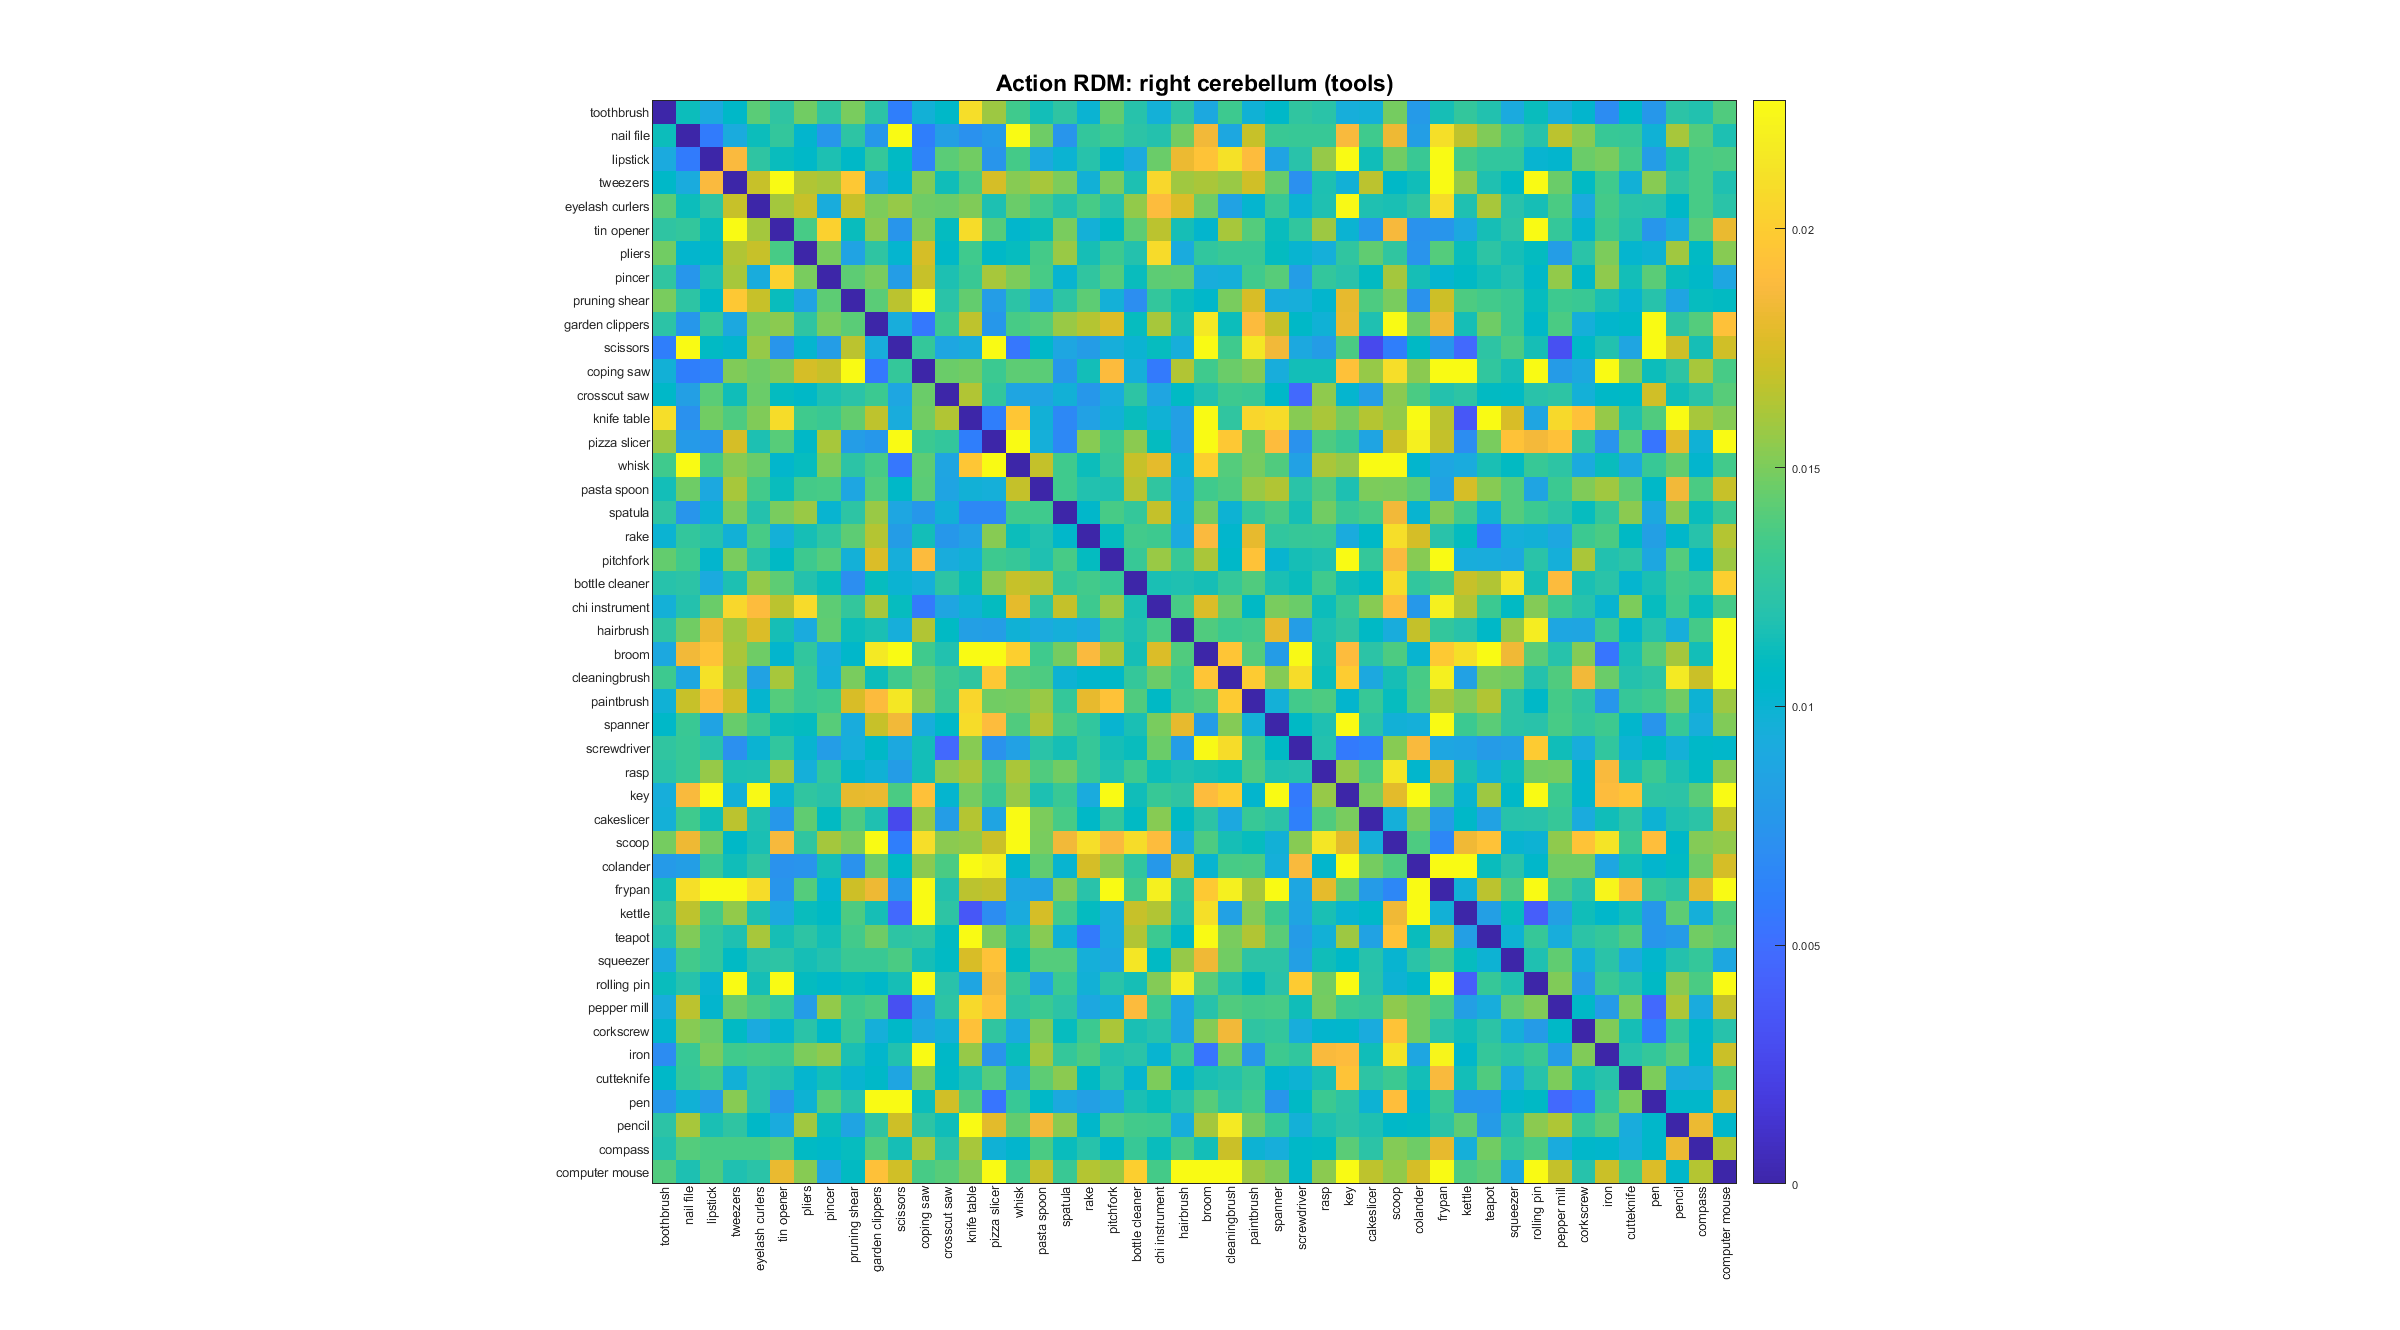 Action RDM: right cerebellum (tools)
toothbrush
nail file
lipstick
tweezers
eyelash curlers
tin opener
pliers
pincer
pruning shear
garden clippers
scissors
coping saw
crosscut saw
knife table
pizza slicer
whisk
pasta spoon
spatula
rake
pitchfork
bottle cleaner
chi instrument
hairbrush
broom
cleaningbrush
paintbrush
spanner
screwdriver
rasp
key
cakeslicer
scoop
colander
frypan
kettle
teapot
squeezer
rolling pin
pepper mill
corkscrew
iron
cutteknife
pen
pencil
compass
computer mouse
toothbrush
nail file
lipstick
tweezers
eyelash curlers
tin opener
pliers
pincer
pruning shear
garden clippers
scissors
coping saw
crosscut saw
knife table
pizza slicer
whisk
pasta spoon
spatula
rake
pitchfork
bottle cleaner
chi instrument
hairbrush
broom
cleaningbrush
paintbrush
spanner
screwdriver
rasp
key
cakeslicer
scoop
colander
frypan
kettle
teapot
squeezer
rolling pin
pepper mill
corkscrew
iron
cutteknife
pen
pencil
compass
computer mouse
0.02
0.015
0.01
0.005
0